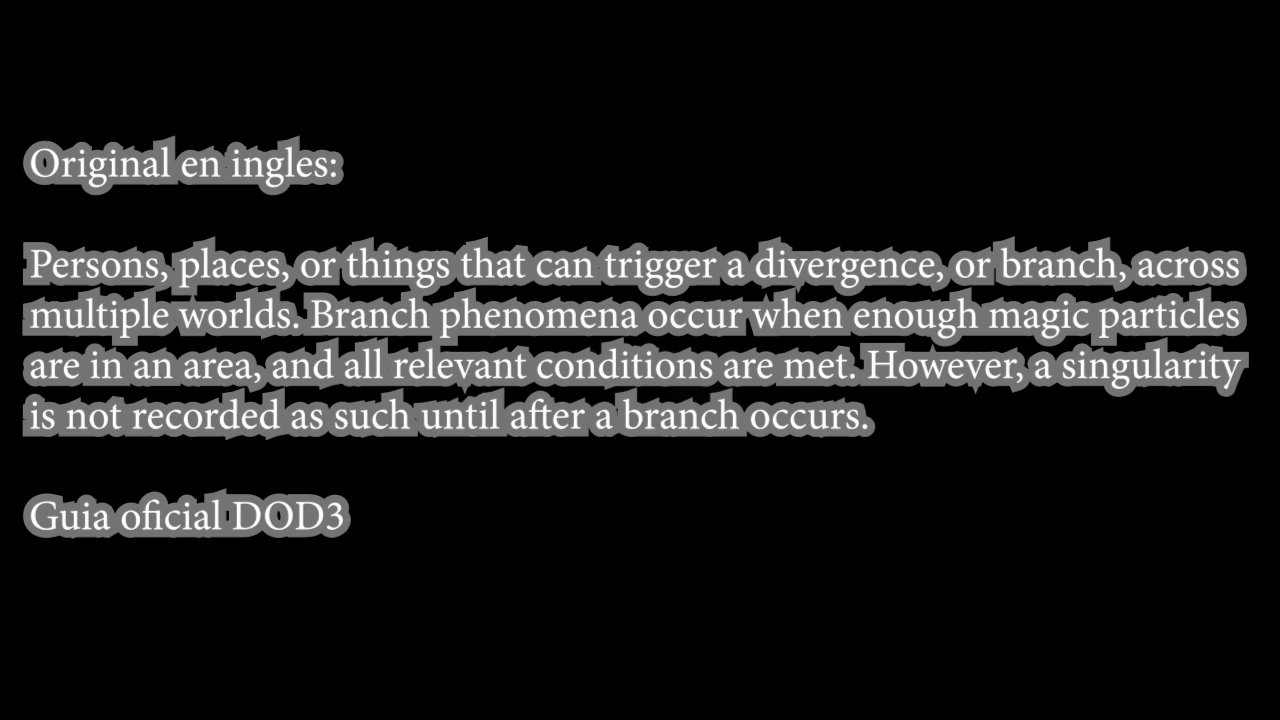 Original en ingles:
Persons, places, or things that can trigger a divergence, or branch, across
multiple worlds. Branch phenomena occur when enough magic particles
are in an area, and all relevant conditions are met. However, a singularity
is not recorded as such until after a branch occurs.
Guia oficial DOD3